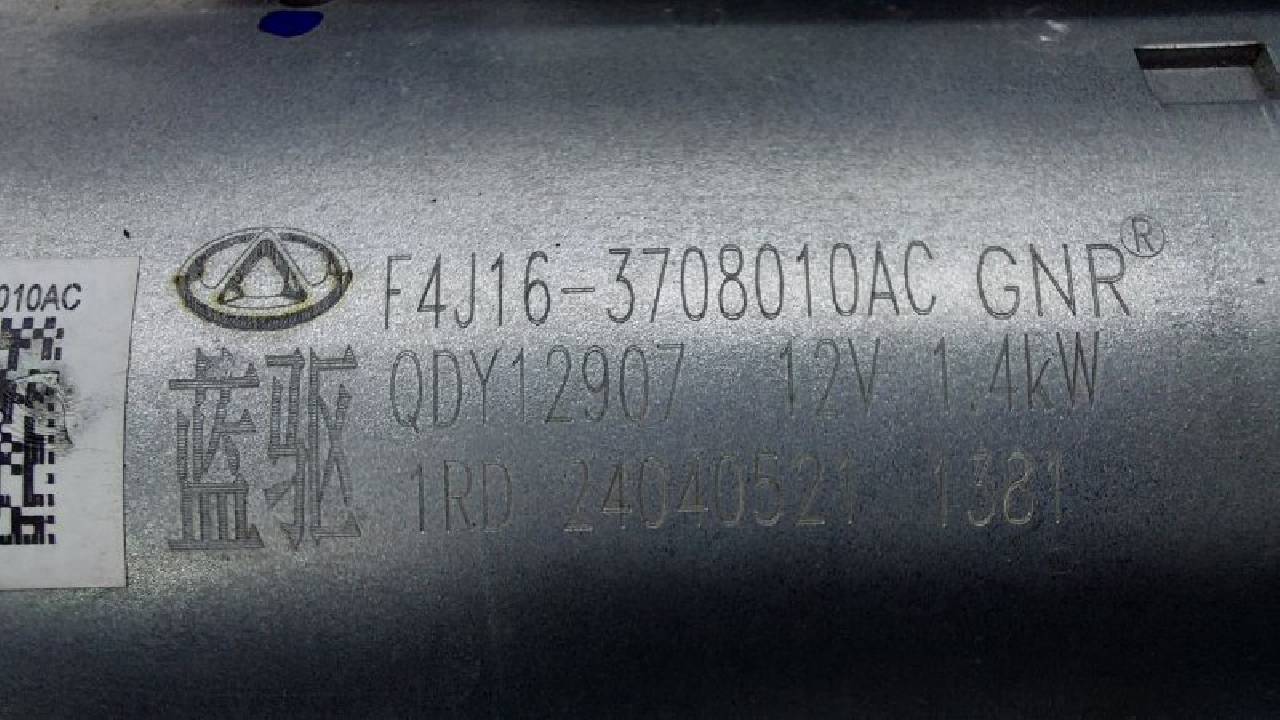 F4J16-3708010AC GNR®
蓝驱 QDY12907 12V 1.4kW
1RD 24040521 1381
010AC